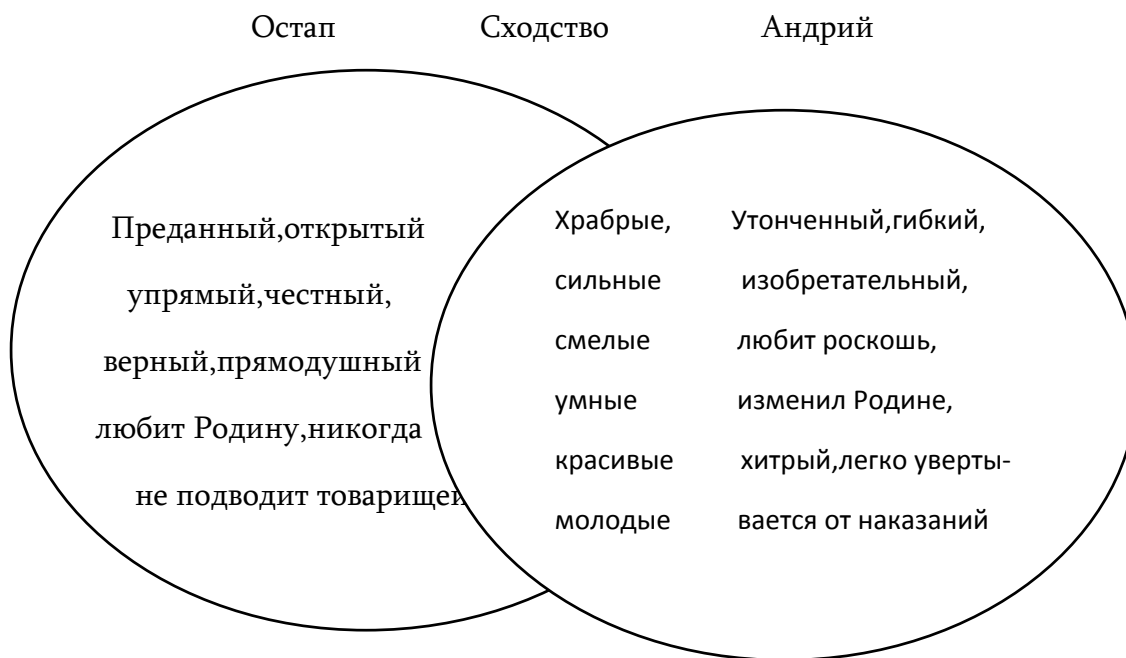 Остап Сходство Андрий
Преданный,открытый
упрямый,честный,
верный,прямодушный
любит Родину,никогда
не подводит товарищей
Храбрые,
сильные
смелые
умные
красивые
молодые
Утонченный,гибкий,
изобретательный,
любит роскошь,
изменил Родине,
хитрый,легко уверты-
вается от наказаний